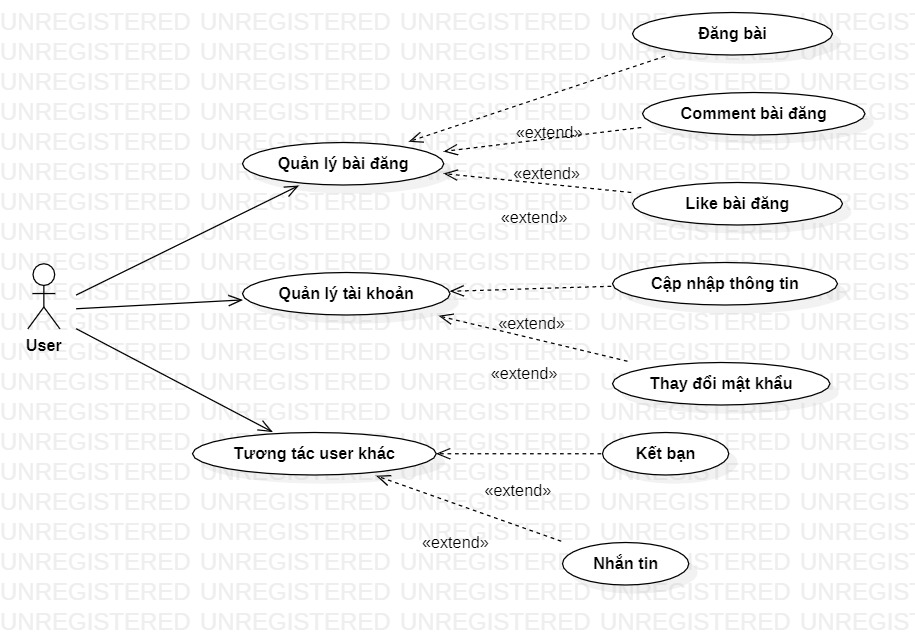 Đăng bài
Comment bài đăng
«extend»
Quản lý bài đăng
«extend»
Like bài đăng
«extend»
Cập nhập thông tin
Quản lý tài khoản
«extend»
User
«extend»
Thay đổi mật khẩu
Tương tác user khác
Kết bạn
«extend»
«extend»
Nhắn tin
UNREGISTERED